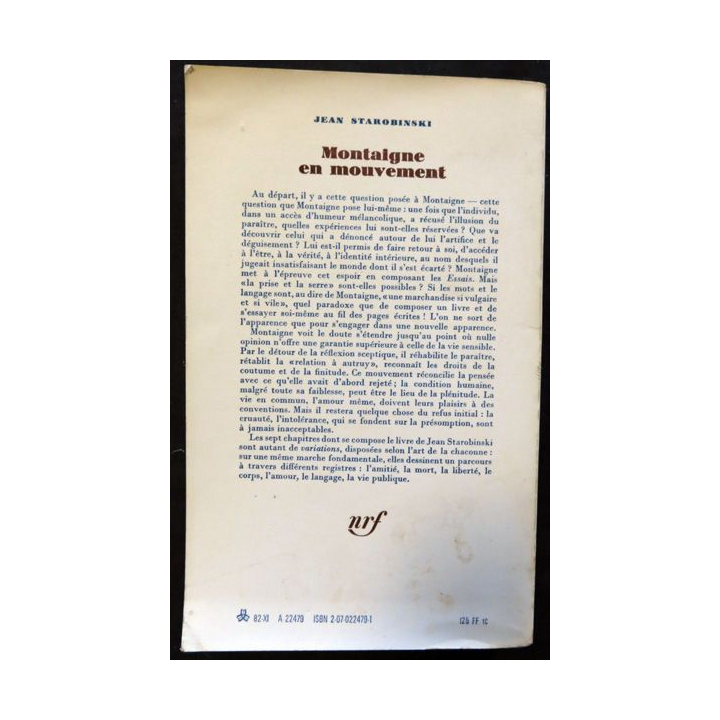 JEAN STAROBINSKI
Montaigne
en mouvement
Au départ, il y a cette question posée à Montaigne — cette
question que Montaigne pose lui-même : une fois que l'individu,
dans un accès d'humeur mélancolique, a récusé l'illusion du
paraître, quelles expériences lui sont-elles réservées ? Que va
découvrir celui qui a dénoncé autour de lui l'artifice et le
déguisement ? Lui est-il permis de faire retour à soi, d'accéder
à l'être, à la vérité, à l'identité intérieure, au nom desquels il
jugeait insatisfaisant le monde dont il s'est écarté ? Montaigne
met à l'épreuve cet espoir en composant les Essais. Mais
«la prise et la serre» sont-elles possibles ? Si les mots et le
langage sont, au dire de Montaigne, «une marchandise si vulgaire
et si vile», quel paradoxe que de composer un livre et de
s'essayer soi-même au fil des pages écrites ! L'on ne sort de
l'apparence que pour s'engager dans une nouvelle apparence.
Montaigne voit le doute s'étendre jusqu'au point où nulle
opinion n'offre une garantie supérieure à celle de la vie sensible.
Par le détour de la réflexion sceptique, il réhabilite le paraître,
rétablit la «relation à autruy», reconnaît les droits de la
coutume et de la finitude. Ce mouvement réconcilie la pensée
avec ce qu'elle avait d'abord rejeté ; la condition humaine,
malgré toute sa faiblesse, peut être le lieu de la plénitude. La
vie en commun, l'amour même, doivent leurs plaisirs à des
conventions. Mais il restera quelque chose du refus initial : la
cruauté, l'intolérance, qui se fondent sur la présomption, sont
à jamais inacceptables.
Les sept chapitres dont se compose le livre de Jean Starobinski
sont autant de variations, disposées selon l'art de la chaconne :
sur une même marche fondamentale, elles dessinent un parcours
à travers différents registres : l'amitié, la mort, la liberté, le
corps, l'amour, le langage, la vie publique.
nrf
82-XI A 22479 ISBN 2-07-022479-1
125 FF tc